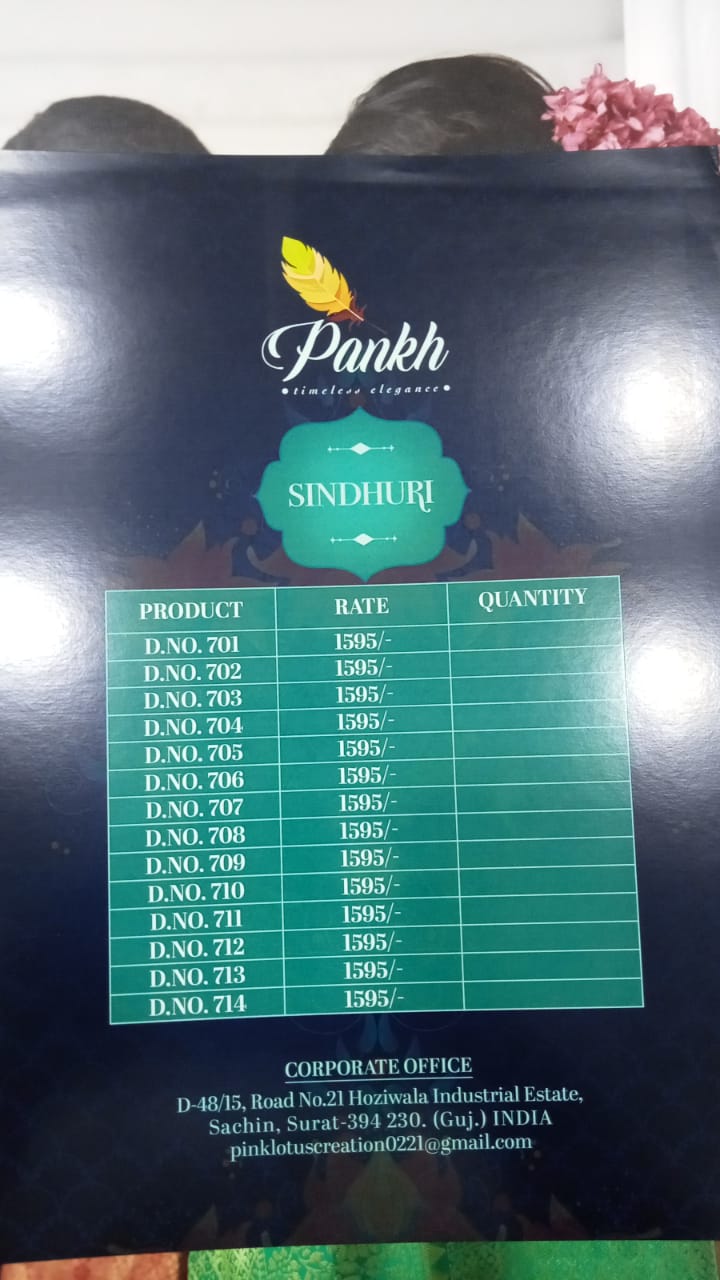 Pankh
•timeless elegance•
SINDHURI
PRODUCT RATE QUANTITY
D.NO. 701 1595/-
D.NO. 702 1595/-
D.NO. 703 1595/-
D.NO. 704 1595/-
D.NO. 705 1595/-
D.NO. 706 1595/-
D.NO. 707 1595/-
D.NO. 708 1595/-
D.NO. 709 1595/-
D.NO. 710 1595/-
D.NO. 711 1595/-
D.NO. 712 1595/-
D.NO. 713 1595/-
D.NO. 714 1595/-
CORPORATE OFFICE
D-48/15, Road No.21 Hoziwala Industrial Estate,
Sachin, Surat-394 230. (Guj.) INDIA
pinklotuscreation0221@gmail.com